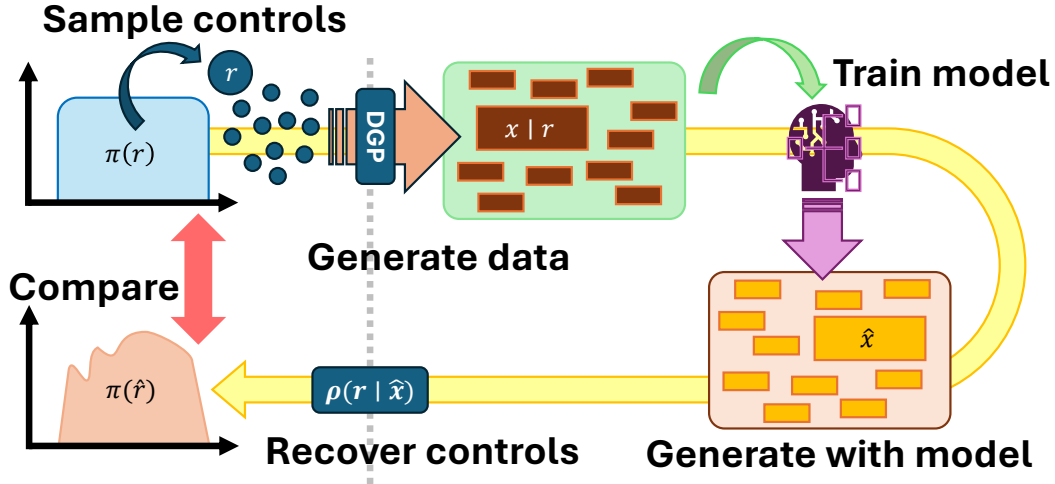 Sample controls
r
π(r)
DGP
x | r
Train model
Generate data
Compare
x̂
π(r̂)
ρ(r | x̂)
Recover controls
Generate with model